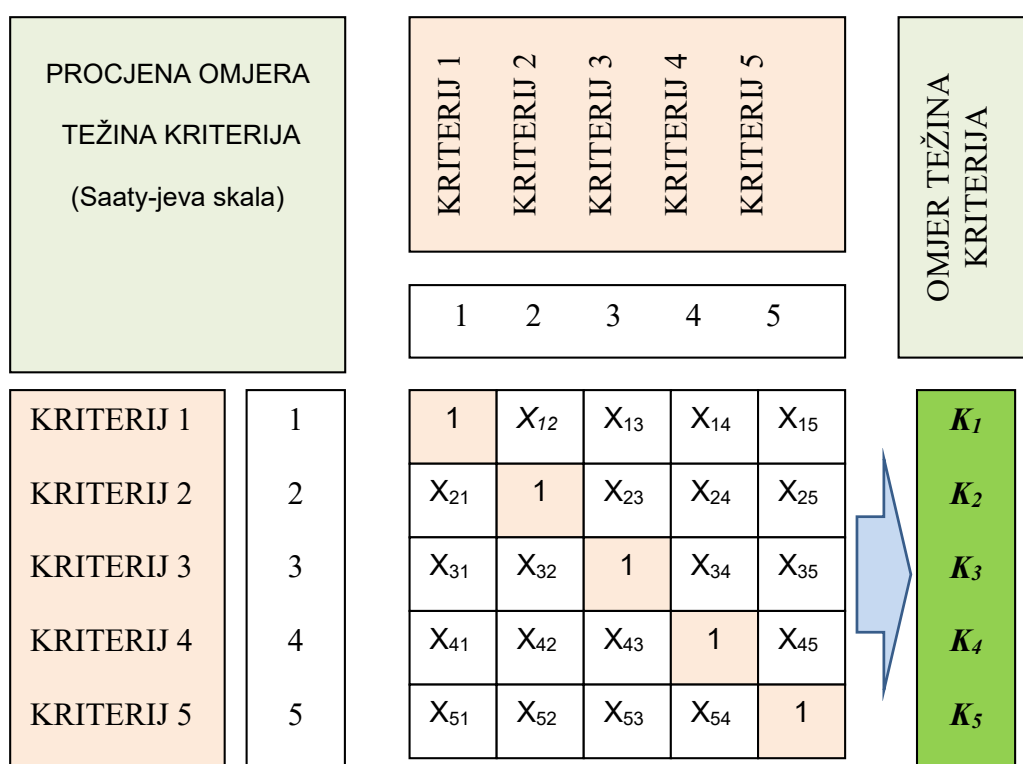 PROCJENA OMJERA
TEŽINA KRITERIJA
(Saaty-jeva skala)
KRITERIJ 1
KRITERIJ 2
KRITERIJ 3
KRITERIJ 4
KRITERIJ 5
OMJER TEŽINA
KRITERIJA
1 2 3 4 5
KRITERIJ 1 1 1 X12 X13 X14 X15 K1
KRITERIJ 2 2 X21 1 X23 X24 X25 K2
KRITERIJ 3 3 X31 X32 1 X34 X35 K3
KRITERIJ 4 4 X41 X42 X43 1 X45 K4
KRITERIJ 5 5 X51 X52 X53 X54 1 K5